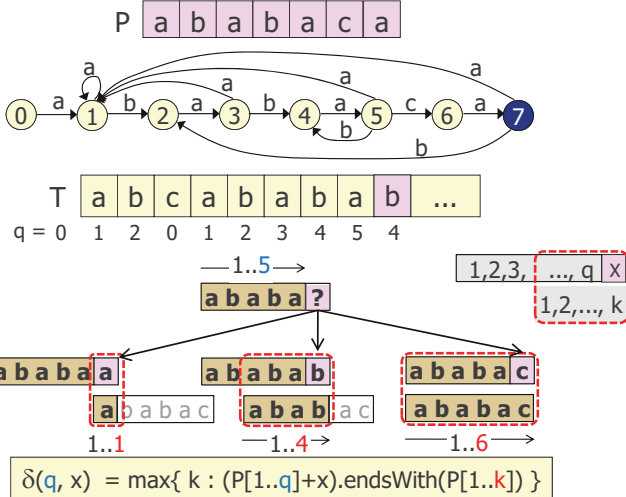 P a b a b a c a
a a a a
0 a 1 b 2 a 3 b 4 a 5 c 6 a 7
b
b
T a b c a b a b a b ...
q = 0 1 2 0 1 2 3 4 5 4
1..5
a b a b a ?
1,2,3, ..., q x
1,2,..., k
a b a b a a
a b a b a b
a b a b a c
a b a b a c
a b a b a c
a b a b a c
1..1
1..4
1..6
δ(q, x) = max{ k : (P[1..q]+x).endsWith(P[1..k]) }